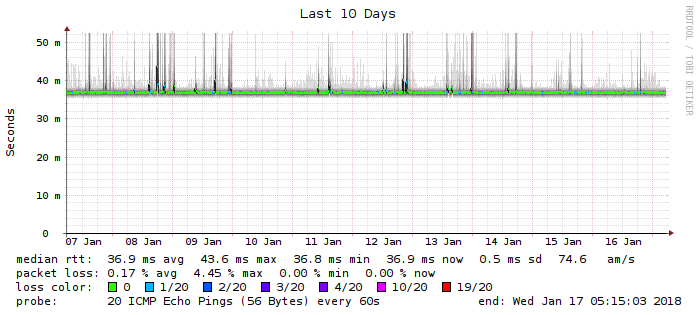 Last 10 Days
RRDTOOL / TOBI OETIKER
Seconds
50 m
40 m
30 m
20 m
10 m
0
07 Jan 08 Jan 09 Jan 10 Jan 11 Jan 12 Jan 13 Jan 14 Jan 15 Jan 16 Jan
median rtt: 36.9 ms avg 43.6 ms max 36.8 ms min 36.9 ms now 0.5 ms sd 74.6 am/s
packet loss: 0.17 % avg 4.45 % max 0.00 % min 0.00 % now
loss color: 0 1/20 2/20 3/20 4/20 10/20 19/20
probe: 20 ICMP Echo Pings (56 Bytes) every 60s end: Wed Jan 17 05:15:03 2018